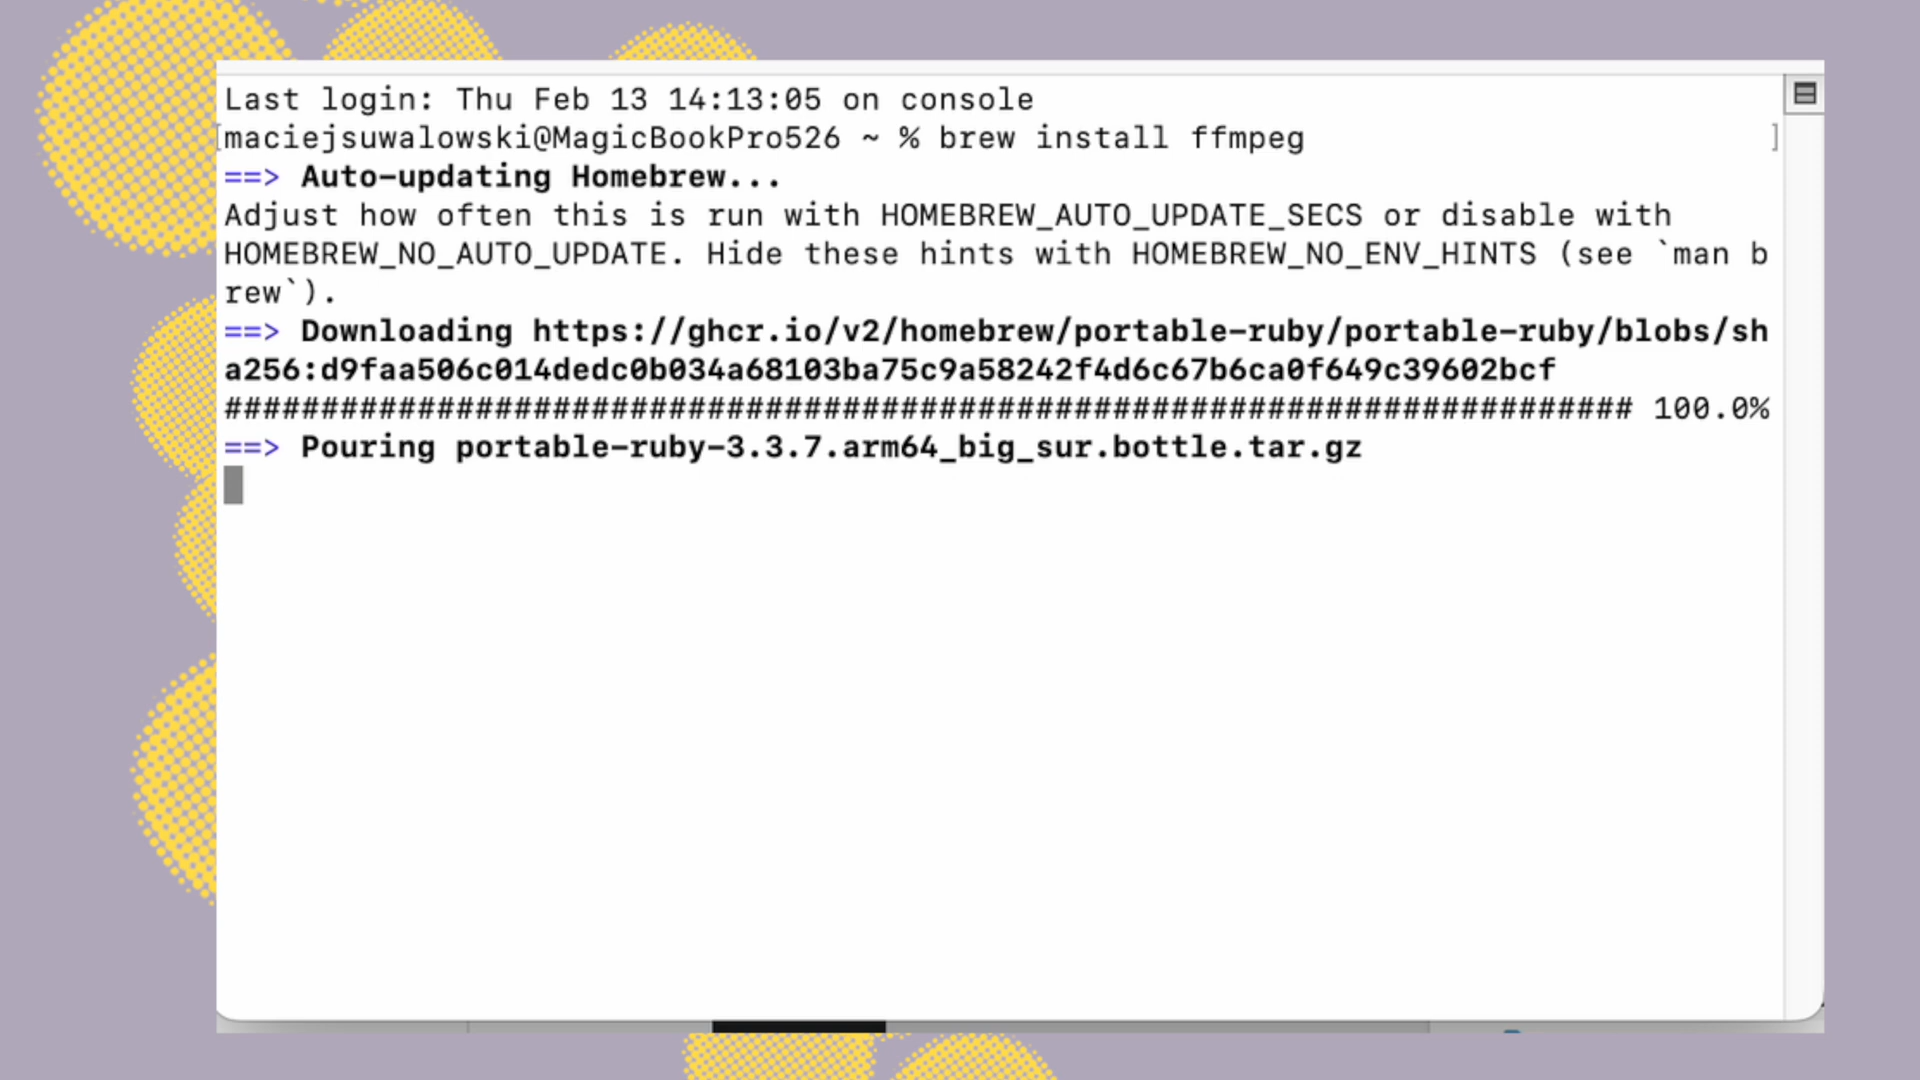 Last login: Thu Feb 13 14:13:05 on console
[maciejsuwalowski@MagicBookPro526 ~ % brew install ffmpeg ]
==> Auto-updating Homebrew...
Adjust how often this is run with HOMEBREW_AUTO_UPDATE_SECS or disable with
HOMEBREW_NO_AUTO_UPDATE. Hide these hints with HOMEBREW_NO_ENV_HINTS (see `man b
rew`).
==> Downloading https://ghcr.io/v2/homebrew/portable-ruby/portable-ruby/blobs/sh
a256:d9faa506c014dedc0b034a68103ba75c9a58242f4d6c67b6ca0f649c39602bcf
######################################################################### 100.0%
==> Pouring portable-ruby-3.3.7.arm64_big_sur.bottle.tar.gz